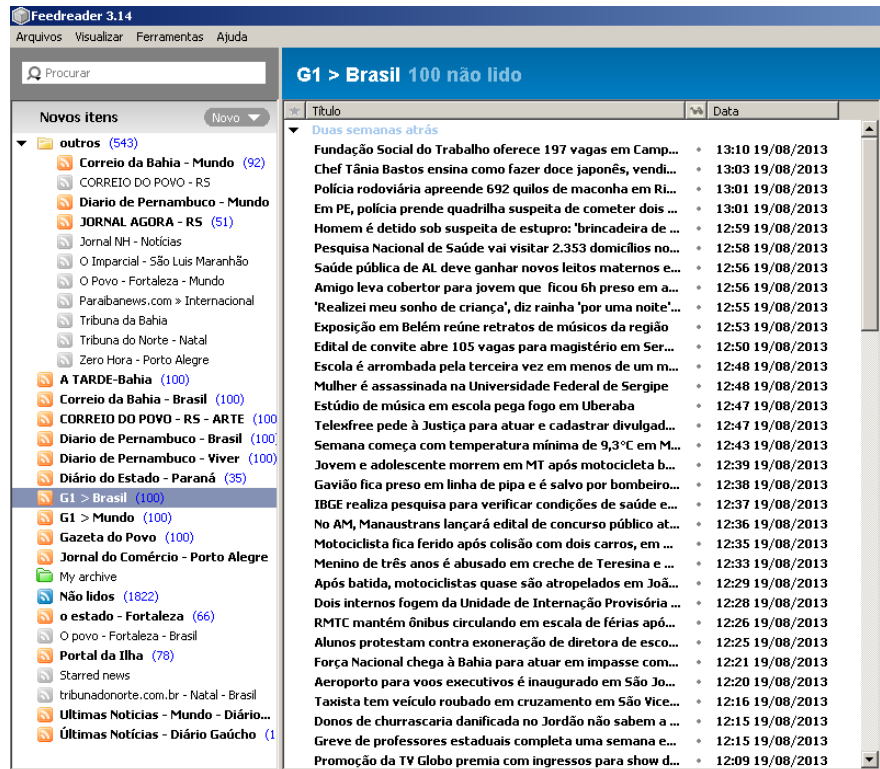 Feedreader 3.14
Arquivos Visualizar Ferramentas Ajuda
Procurar
G1 > Brasil 100 não lido
Novos itens
Novo
outros (543)
Correio da Bahia - Mundo (92)
CORREIO DO POVO - RS
Diario de Pernambuco - Mundo
JORNAL AGORA - RS (51)
Jornal NH - Notícias
O Imparcial - São Luis Maranhão
O Povo - Fortaleza - Mundo
Paraibanews.com » Internacional
Tribuna da Bahia
Tribuna do Norte - Natal
Zero Hora - Porto Alegre
A TARDE-Bahia (100)
Correio da Bahia - Brasil (100)
CORREIO DO POVO - RS - ARTE (100
Diario de Pernambuco - Brasil (100)
Diario de Pernambuco - Viver (100)
Diário do Estado - Paraná (35)
G1 > Brasil (100)
G1 > Mundo (100)
Gazeta do Povo (100)
Jornal do Comércio - Porto Alegre
My archive
Não lidos (1822)
o estado - Fortaleza (66)
O povo - Fortaleza - Brasil
Portal da Ilha (78)
Starred news
tribunadonorte.com.br - Natal - Brasil
Ultimas Noticias - Mundo - Diário...
Últimas Notícias - Diário Gaúcho (1
Título Data
Duas semanas atrás
Fundação Social do Trabalho oferece 197 vagas em Camp... 13:10 19/08/2013
Chef Tânia Bastos ensina como fazer doce japonês, vendi... 13:03 19/08/2013
Polícia rodoviária apreende 692 quilos de maconha em Ri... 13:01 19/08/2013
Em PE, polícia prende quadrilha suspeita de cometer dois ... 13:01 19/08/2013
Homem é detido sob suspeita de estupro: 'brincadeira de ... 12:59 19/08/2013
Pesquisa Nacional de Saúde vai visitar 2.353 domicílios no... 12:58 19/08/2013
Saúde pública de AL deve ganhar novos leitos maternos e... 12:56 19/08/2013
Amigo leva cobertor para jovem que ficou 6h preso em a... 12:56 19/08/2013
'Realizei meu sonho de criança', diz rainha 'por uma noite'... 12:55 19/08/2013
Exposição em Belém reúne retratos de músicos da região 12:53 19/08/2013
Edital de convite abre 105 vagas para magistério em Ser... 12:50 19/08/2013
Escola é arrombada pela terceira vez em menos de um m... 12:48 19/08/2013
Mulher é assassinada na Universidade Federal de Sergipe 12:48 19/08/2013
Estúdio de música em escola pega fogo em Uberaba 12:47 19/08/2013
Telexfree pede à Justiça para atuar e cadastrar divulgad... 12:47 19/08/2013
Semana começa com temperatura mínima de 9,3°C em M... 12:43 19/08/2013
Jovem e adolescente morrem em MT após motocicleta b... 12:39 19/08/2013
Gavião fica preso em linha de pipa e é salvo por bombeiro... 12:38 19/08/2013
IBGE realiza pesquisa para verificar condições de saúde e... 12:37 19/08/2013
No AM, Manaustrans lançará edital de concurso público at... 12:36 19/08/2013
Motociclista fica ferido após colisão com dois carros, em ... 12:35 19/08/2013
Menino de três anos é abusado em creche de Teresina e ... 12:33 19/08/2013
Após batida, motociclistas quase são atropelados em Joã... 12:29 19/08/2013
Dois internos fogem da Unidade de Internação Provisória ... 12:28 19/08/2013
RMTC mantém ônibus circulando em escala de férias apó... 12:26 19/08/2013
Alunos protestam contra exoneração de diretora de esco... 12:25 19/08/2013
Força Nacional chega à Bahia para atuar em impasse com... 12:21 19/08/2013
Aeroporto para voos executivos é inaugurado em São Jo... 12:20 19/08/2013
Taxista tem veículo roubado em cruzamento em São Vice... 12:16 19/08/2013
Donos de churrascaria danificada no Jordão não sabem a ... 12:15 19/08/2013
Greve de professores estaduais completa uma semana e... 12:15 19/08/2013
Promoção da TV Globo premia com ingressos para show d... 12:09 19/08/2013